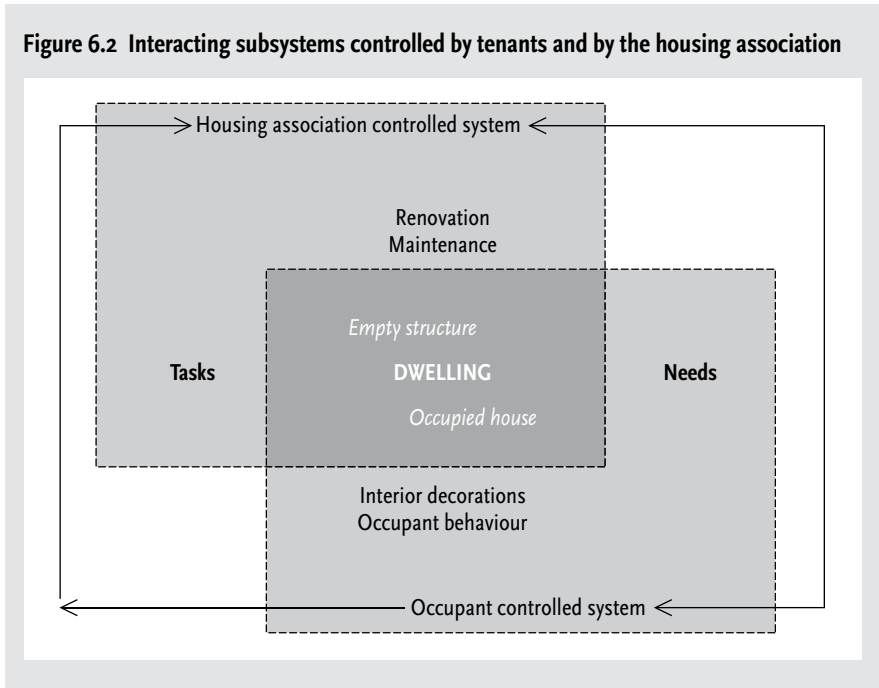 Figure 6.2 Interacting subsystems controlled by tenants and by the housing association
Housing association controlled system
Renovation
Maintenance
Empty structure
Tasks
DWELLING
Needs
Occupied house
Interior decorations
Occupant behaviour
Occupant controlled system